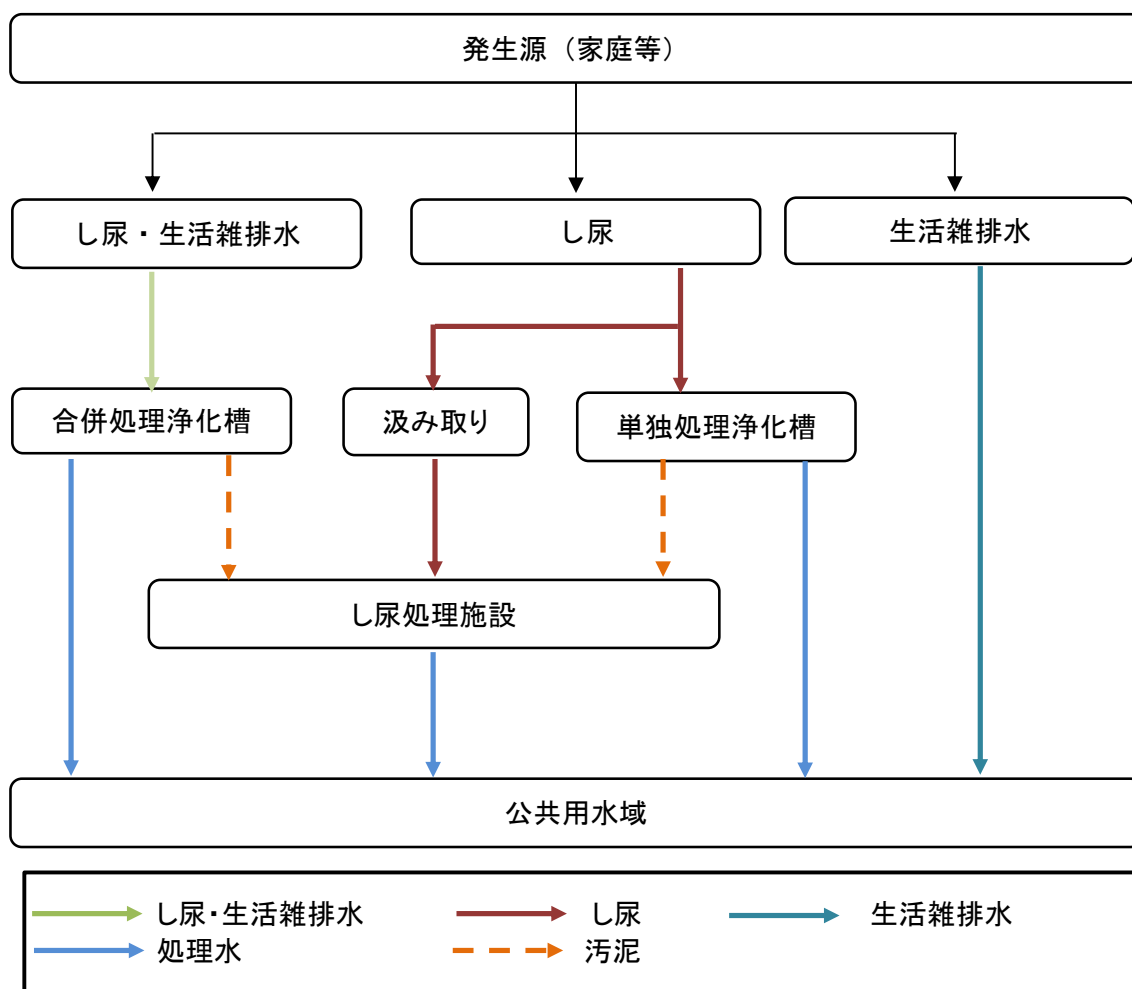 発生源（家庭等）
し尿・生活雑排水
し尿
生活雑排水
合併処理浄化槽
汲み取り
単独処理浄化槽
し尿処理施設
公共用水域
し尿・生活雑排水
し尿
生活雑排水
処理水
汚泥